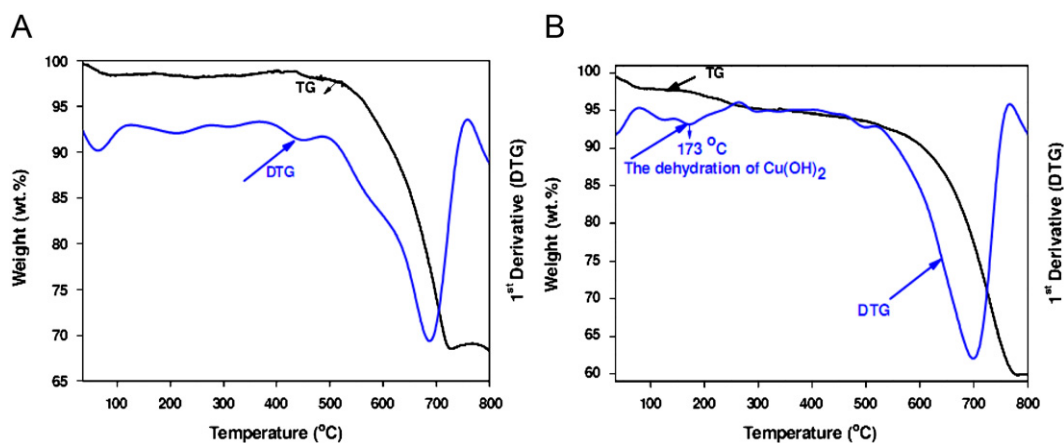 A
100
95
90
85
80
75
70
65
Weight (wt.%)
TG
DTG
100 200 300 400 500 600 700 800
Temperature (°C)
1st Derivative (DTG)
B
100
95
90
85
80
75
70
65
60
Weight (wt.%)
TG
173 °C
The dehydration of Cu(OH)2
DTG
100 200 300 400 500 600 700 800
Temperature (°C)
1st Derivative (DTG)